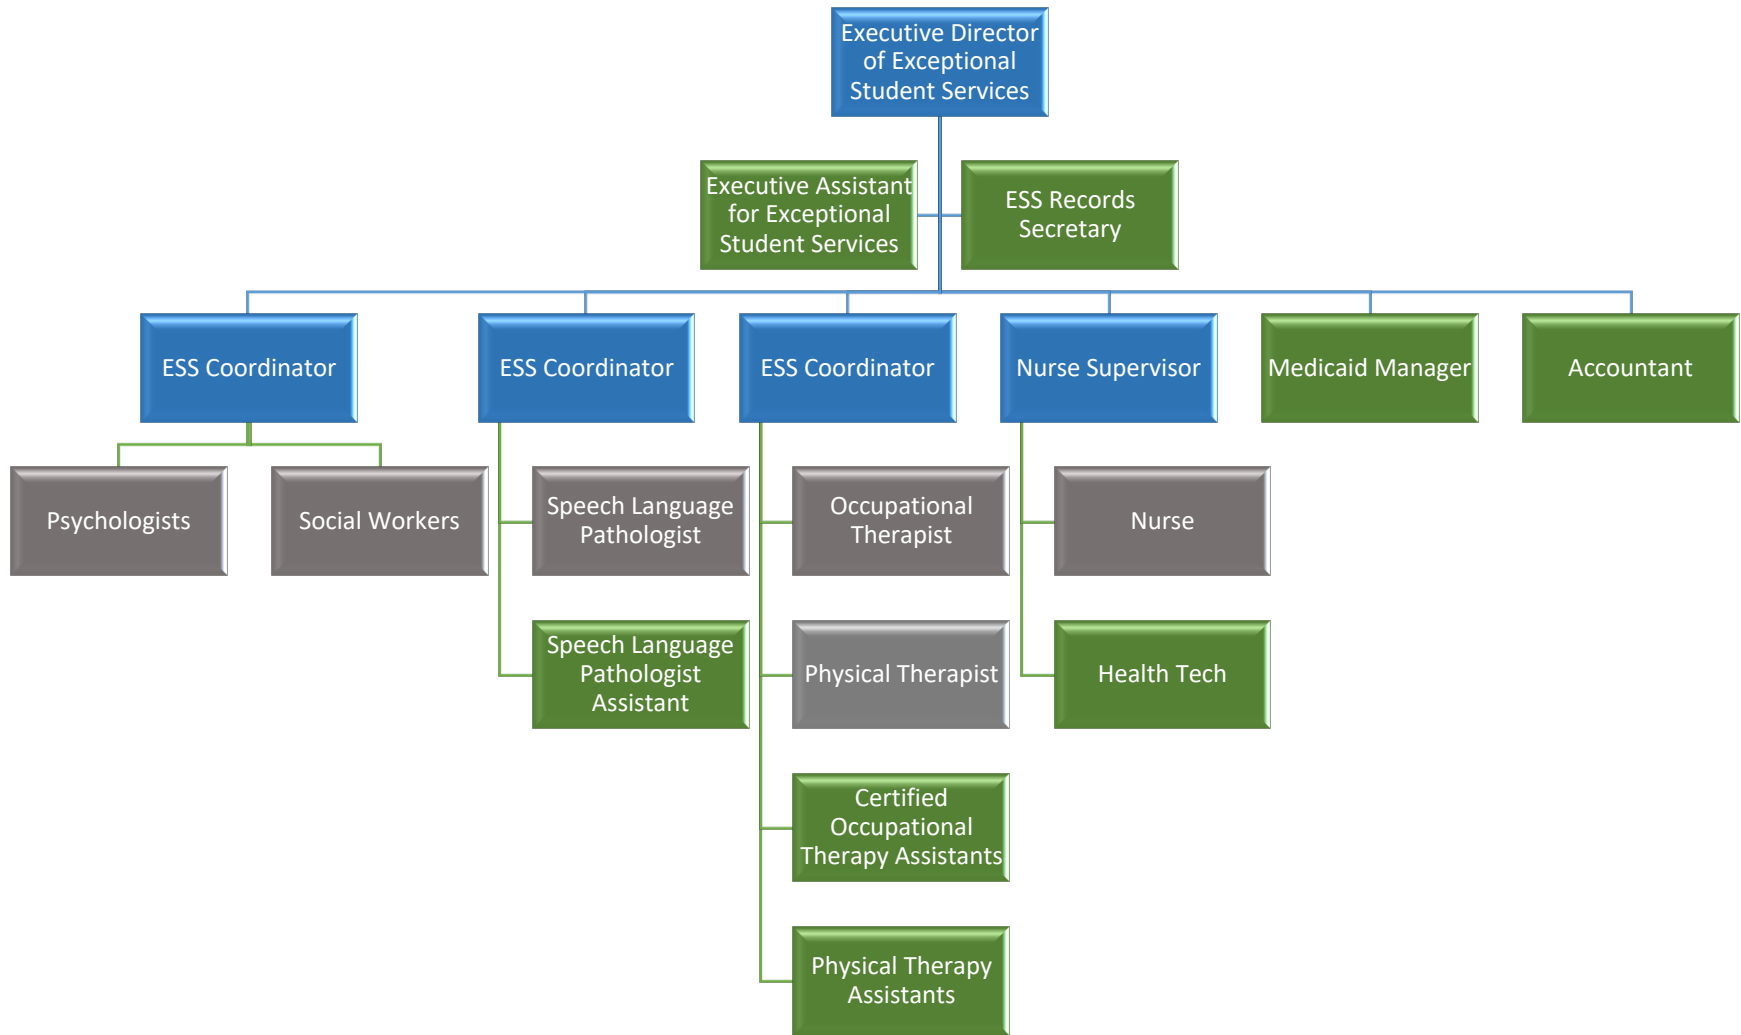 Executive Director
of Exceptional
Student Services
Executive Assistant
for Exceptional
Student Services
ESS Records
Secretary
ESS Coordinator
ESS Coordinator
ESS Coordinator
Nurse Supervisor
Medicaid Manager
Accountant
Psychologists
Social Workers
Speech Language
Pathologist
Occupational
Therapist
Nurse
Speech Language
Pathologist
Assistant
Physical Therapist
Health Tech
Certified
Occupational
Therapy Assistants
Physical Therapy
Assistants